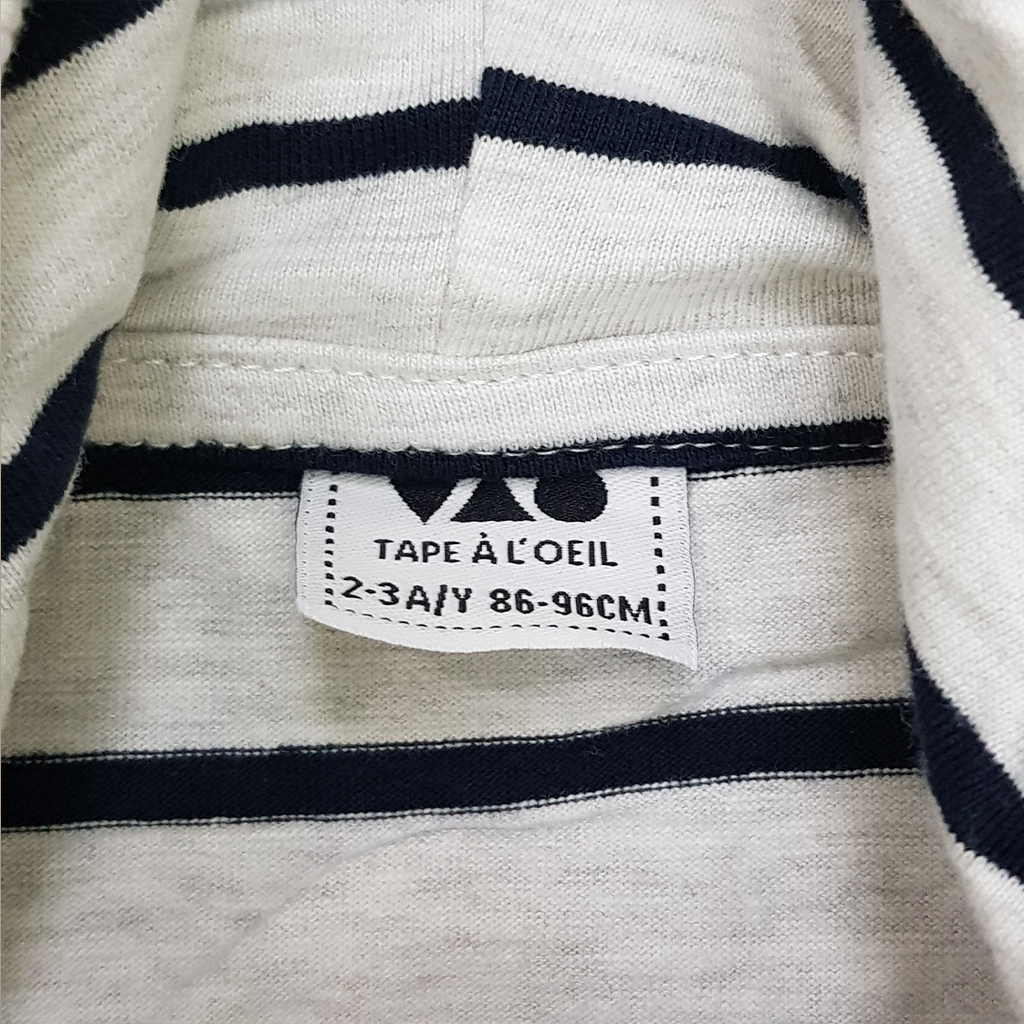 TAPE À L'OEIL
2-3A/Y 86-96CM